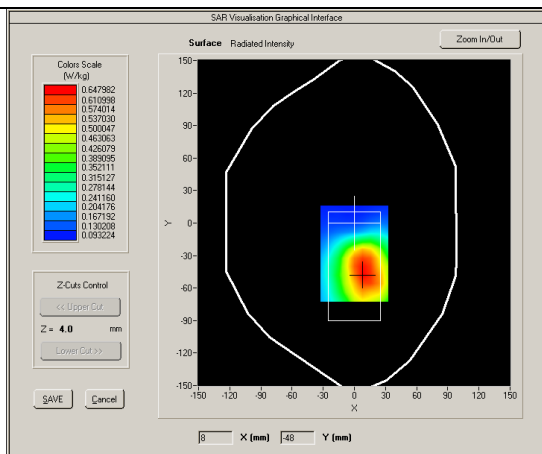 SAR Visualisation Graphical Interface
Surface Radiated Intensity
Zoom In/Out
Colors Scale
(W/kg)
0.647982
0.610998
0.574014
0.537030
0.500047
0.463063
0.426079
0.389095
0.352111
0.315127
0.278144
0.241160
0.204176
0.167192
0.130208
0.093224
Z-Cuts Control
<< Upper Cut
Z = 4.0 mm
Lower Cut >>
SAVE
Cancel
Y
150-
120-
90-
60-
30-
0-
-30-
-60-
-90-
-120-
-150-
-150 -120 -90 -60 -30 0 30 60 90 120 150
X
8 X (mm) -48 Y (mm)